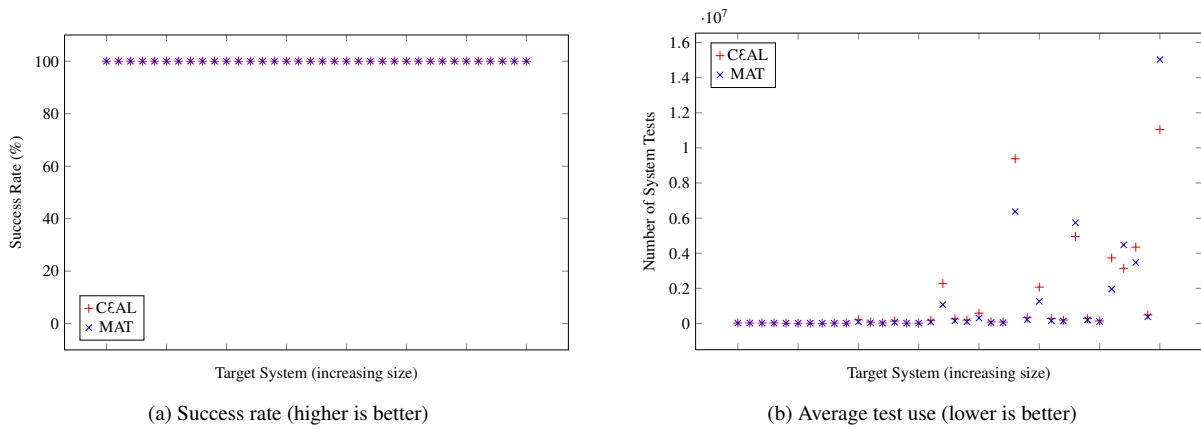 Success Rate (%)
100
80
60
40
20
0
CƐAL
MAT
Target System (increasing size)
(a) Success rate (higher is better)
·10⁷
Number of System Tests
1.6
1.4
1.2
1
0.8
0.6
0.4
0.2
0
CƐAL
MAT
Target System (increasing size)
(b) Average test use (lower is better)